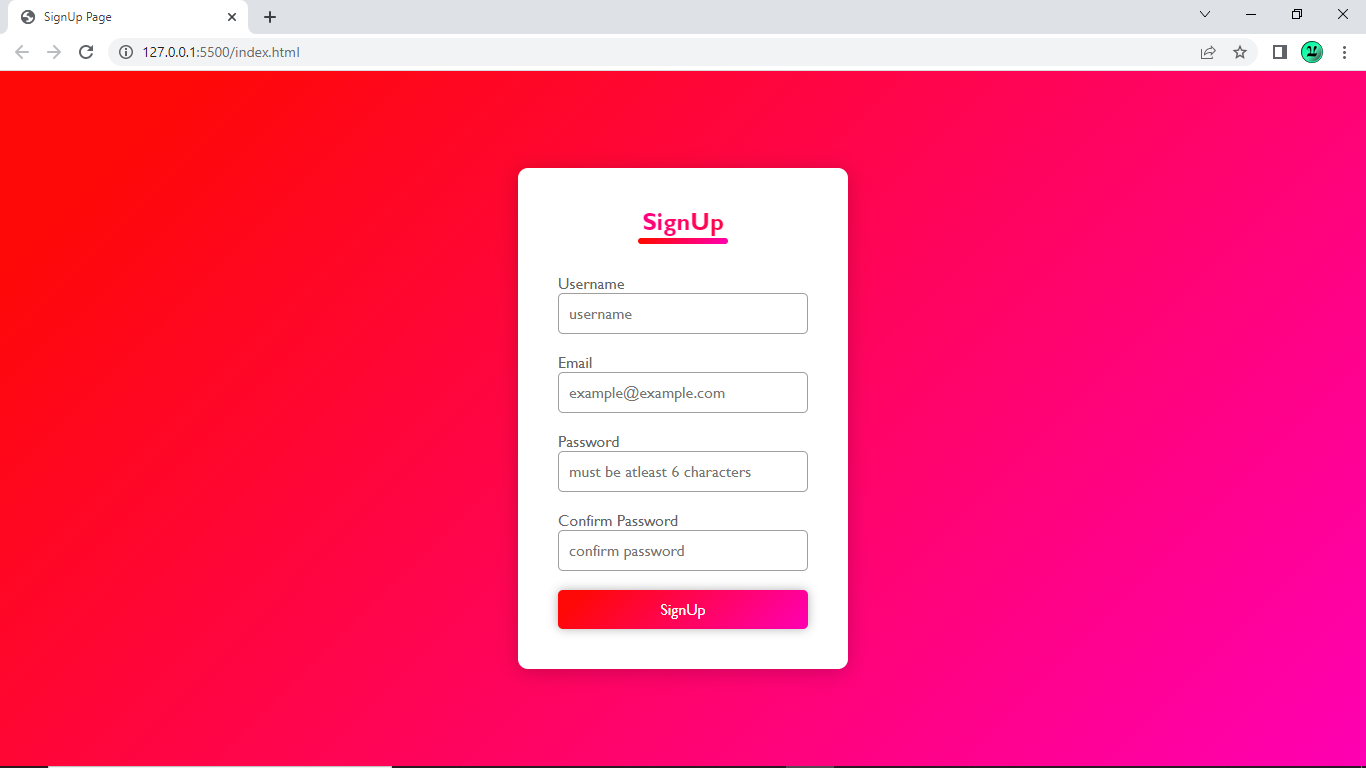 SignUp Page
127.0.0.1:5500/index.html
SignUp
Username
username
Email
example@example.com
Password
must be atleast 6 characters
Confirm Password
confirm password
SignUp